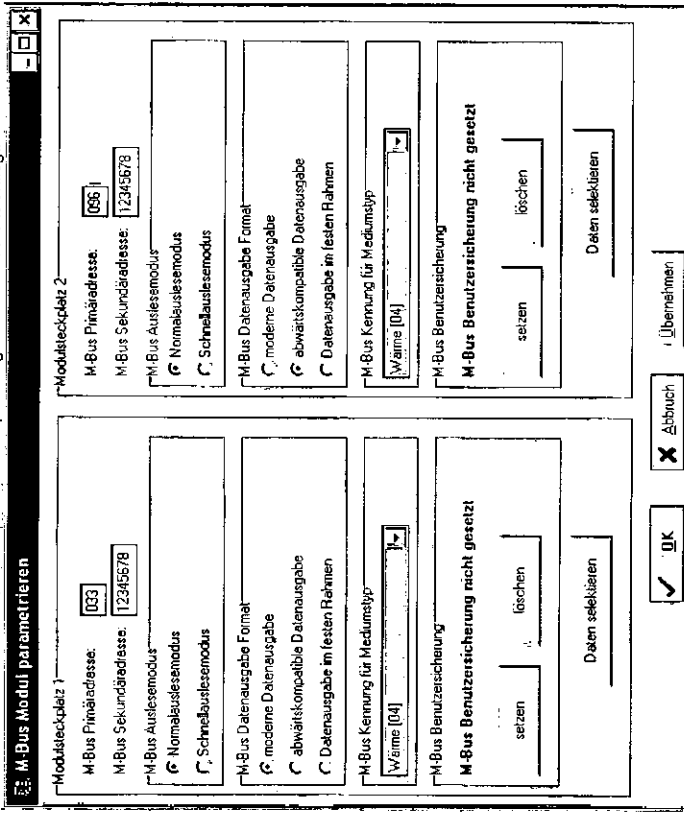 M-Bus Modul parametrieren
Modulsteckplatz 1
M-Bus Primäradresse: 033
M-Bus Sekundäradresse: 12345678
M-Bus Auslesemodus
Normalauslesemodus
Schnellauslesemodus
M-Bus Datenausgabe Format
moderne Datenausgabe
abwärtskompatible Datenausgabe
Datenausgabe im festen Rahmen
M-Bus Kennung für Mediumstyp
Wärme [04]
M-Bus Benutzersicherung
M-Bus Benutzersicherung nicht gesetzt
setzen löschen
Daten selektieren
Modulsteckplatz 2
M-Bus Primäradresse: 096
M-Bus Sekundäradresse: 12345678
M-Bus Auslesemodus
Normalauslesemodus
Schnellauslesemodus
M-Bus Datenausgabe Format
moderne Datenausgabe
abwärtskompatible Datenausgabe
Datenausgabe im festen Rahmen
M-Bus Kennung für Mediumstyp
Wärme [04]
M-Bus Benutzersicherung
M-Bus Benutzersicherung nicht gesetzt
setzen löschen
Daten selektieren
OK Abbruch Übernehmen